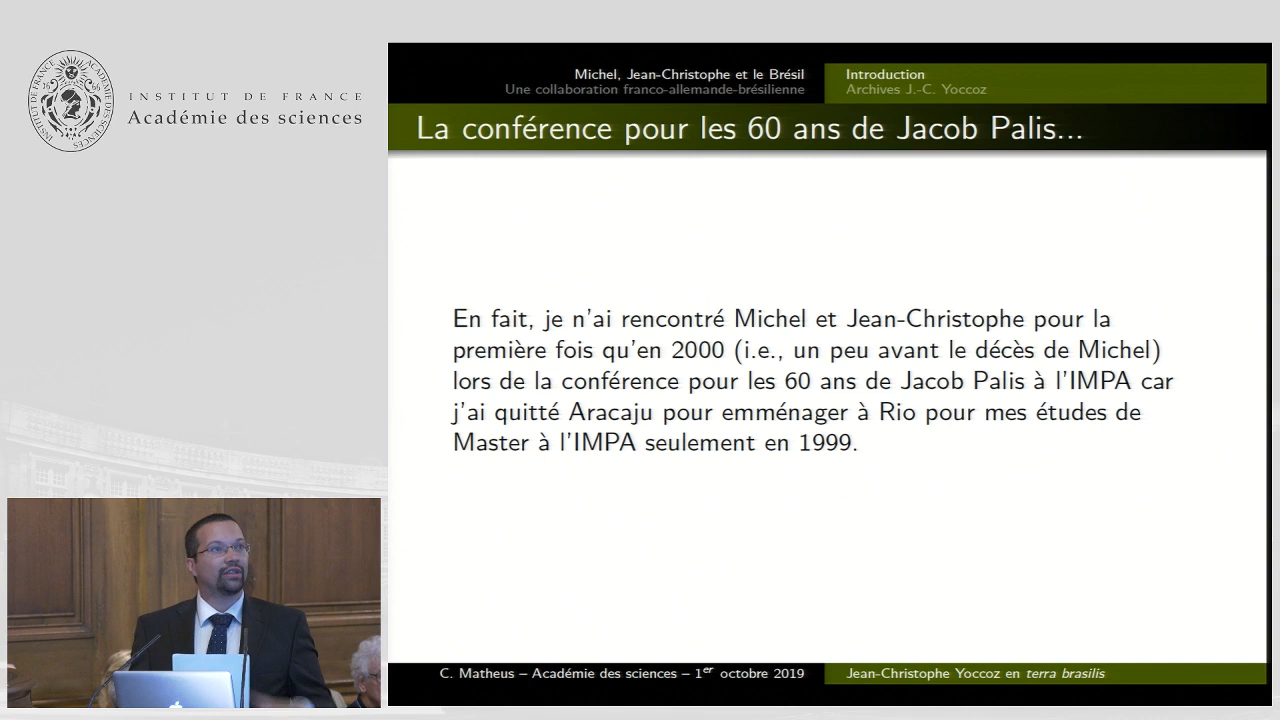 INSTITUT DE FRANCE
Académie des sciences
Michel, Jean-Christophe et le Brésil
Une collaboration franco-allemande-brésilienne
Introduction
Archives J.-C. Yoccoz
La conférence pour les 60 ans de Jacob Palis...
En fait, je n'ai rencontré Michel et Jean-Christophe pour la
première fois qu'en 2000 (i.e., un peu avant le décès de Michel)
lors de la conférence pour les 60 ans de Jacob Palis à l'IMPA car
j'ai quitté Aracaju pour emménager à Rio pour mes études de
Master à l'IMPA seulement en 1999.
C. Matheus – Académie des sciences – 1er octobre 2019
Jean-Christophe Yoccoz en terra brasilis